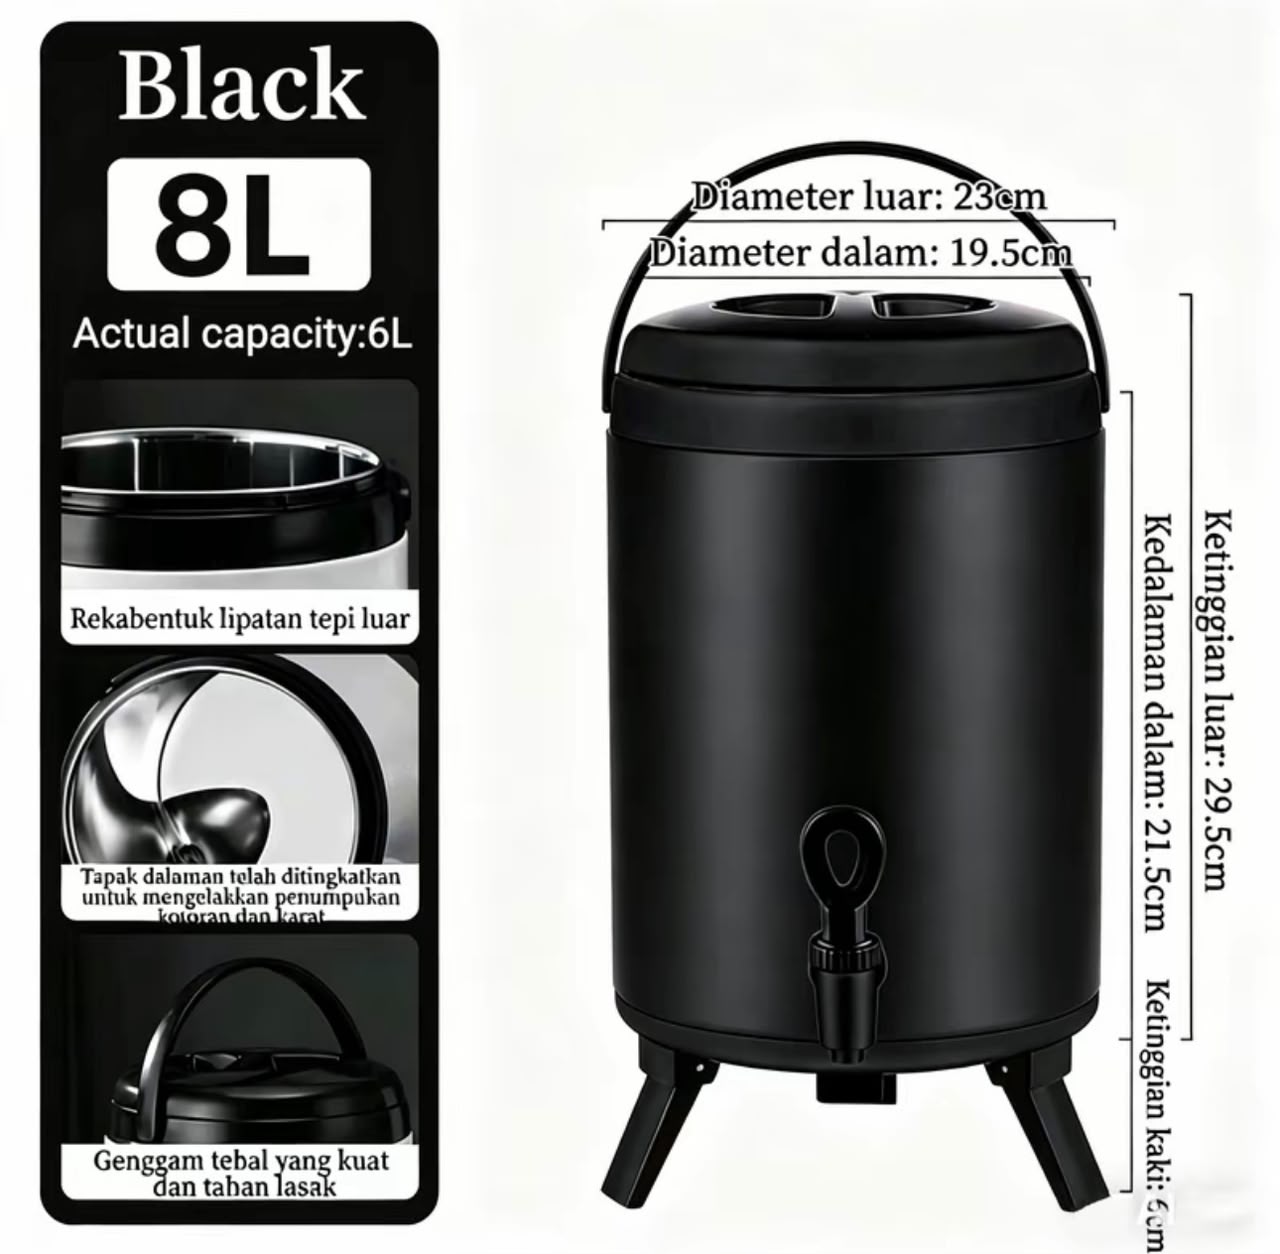 Black
8L
Actual capacity:6L
Rekabentuk lipatan tepi luar
Tapak dalaman telah ditingkatkan
untuk mengelakkan penumpukan
kotoran dan karat
Genggam tebal yang kuat
dan tahan lasak
Diameter luar: 23cm
Diameter dalam: 19.5cm
Kedalaman dalam: 21.5cm
Ketinggian luar: 29.5cm
Ketinggian kaki: 6cm